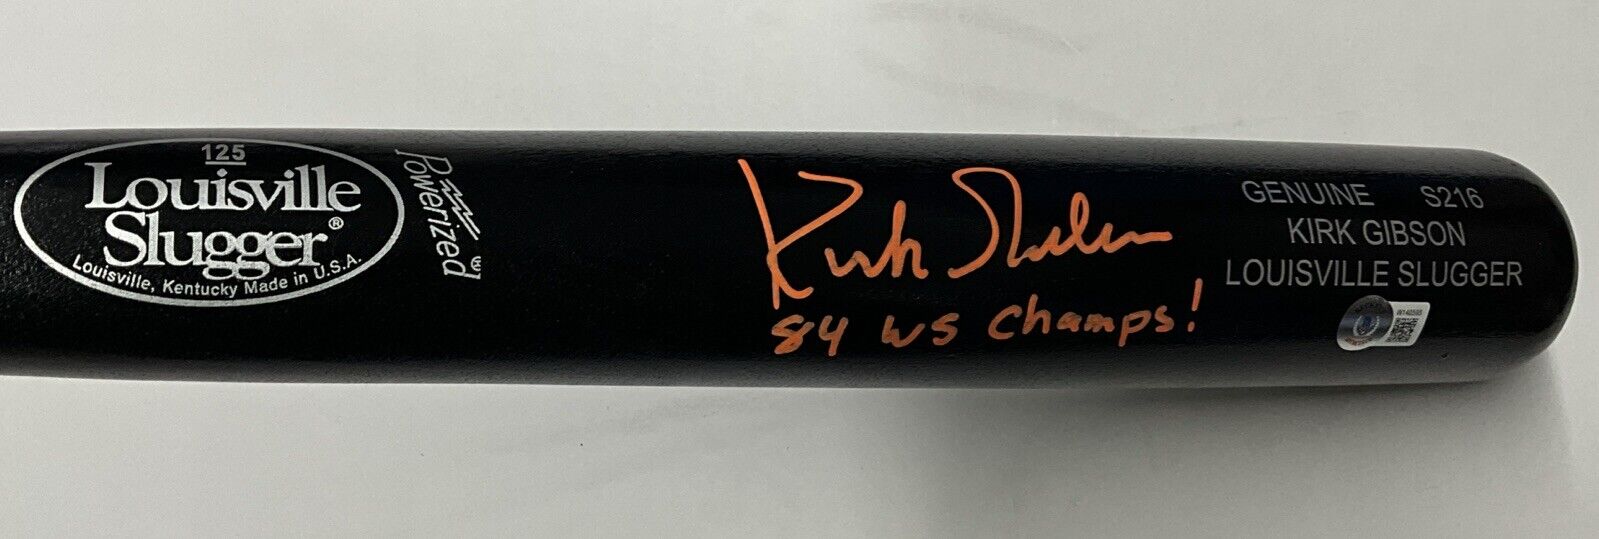 125
Louisville
Slugger®
Louisville, Kentucky Made in U.S.A.
Powerized
Kirk Gibson
84 WS Champs!
GENUINE S216
KIRK GIBSON
LOUISVILLE SLUGGER